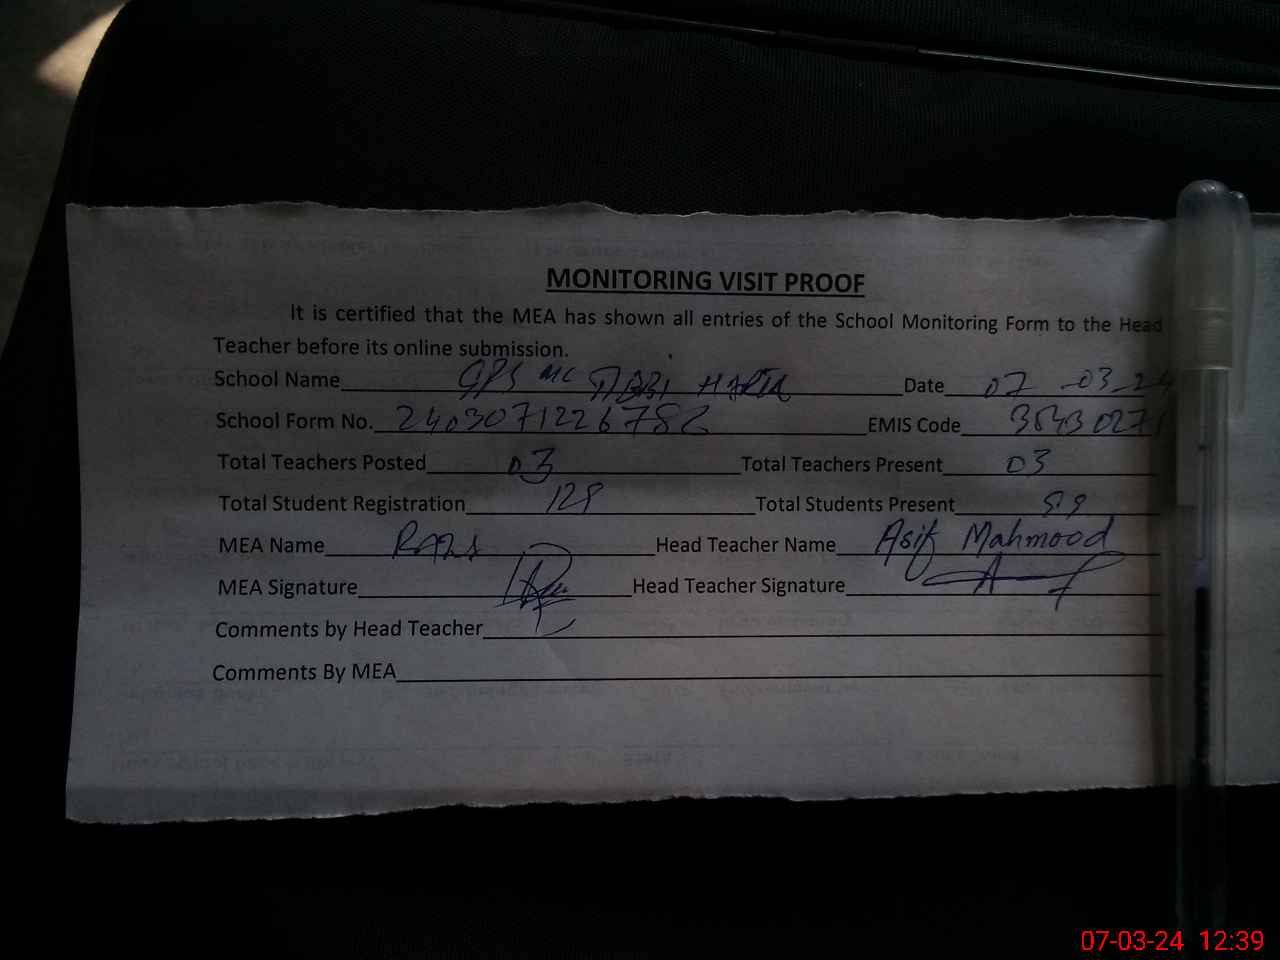 MONITORING VISIT PROOF
It is certified that the MEA has shown all entries of the School Monitoring Form to the Head
Teacher before its online submission.
School Name GPS MC TIBBI Date 07-03-24
School Form No. EMIS Code
Total Teachers Posted 03 Total Teachers Present 03
Total Student Registration Total Students Present
MEA Name Head Teacher Name Asif Mahmood
MEA Signature Head Teacher Signature
Comments by Head Teacher
Comments By MEA
07-03-24 12:39